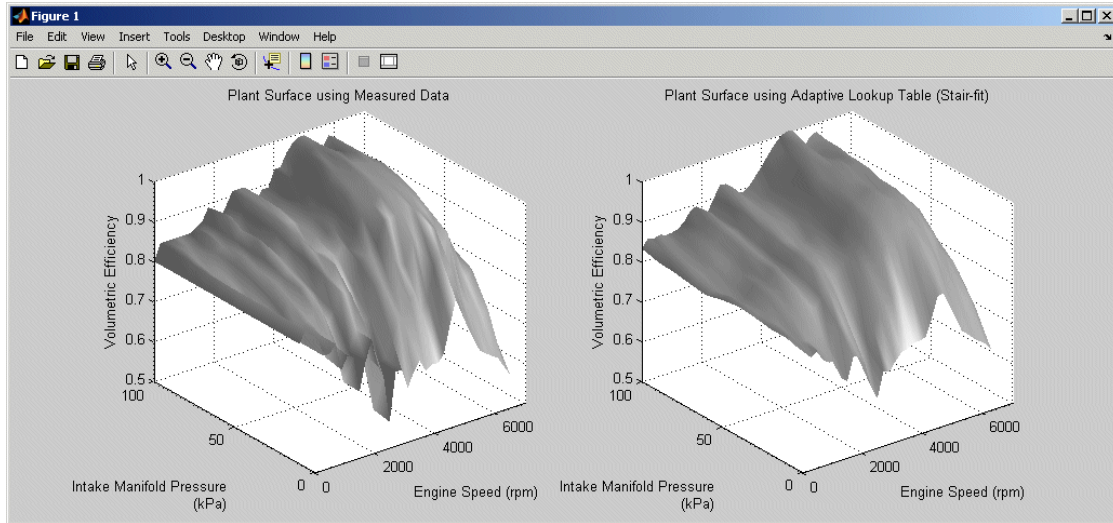 Figure 1
File Edit View Insert Tools Desktop Window Help
Plant Surface using Measured Data
1
0.9
0.8
0.7
0.6
0.5
Volumetric Efficiency
100
50
0
Intake Manifold Pressure
(kPa)
0
2000
4000
6000
Engine Speed (rpm)
Plant Surface using Adaptive Lookup Table (Stair-fit)
1
0.9
0.8
0.7
0.6
0.5
Volumetric Efficiency
100
50
0
Intake Manifold Pressure
(kPa)
0
2000
4000
6000
Engine Speed (rpm)